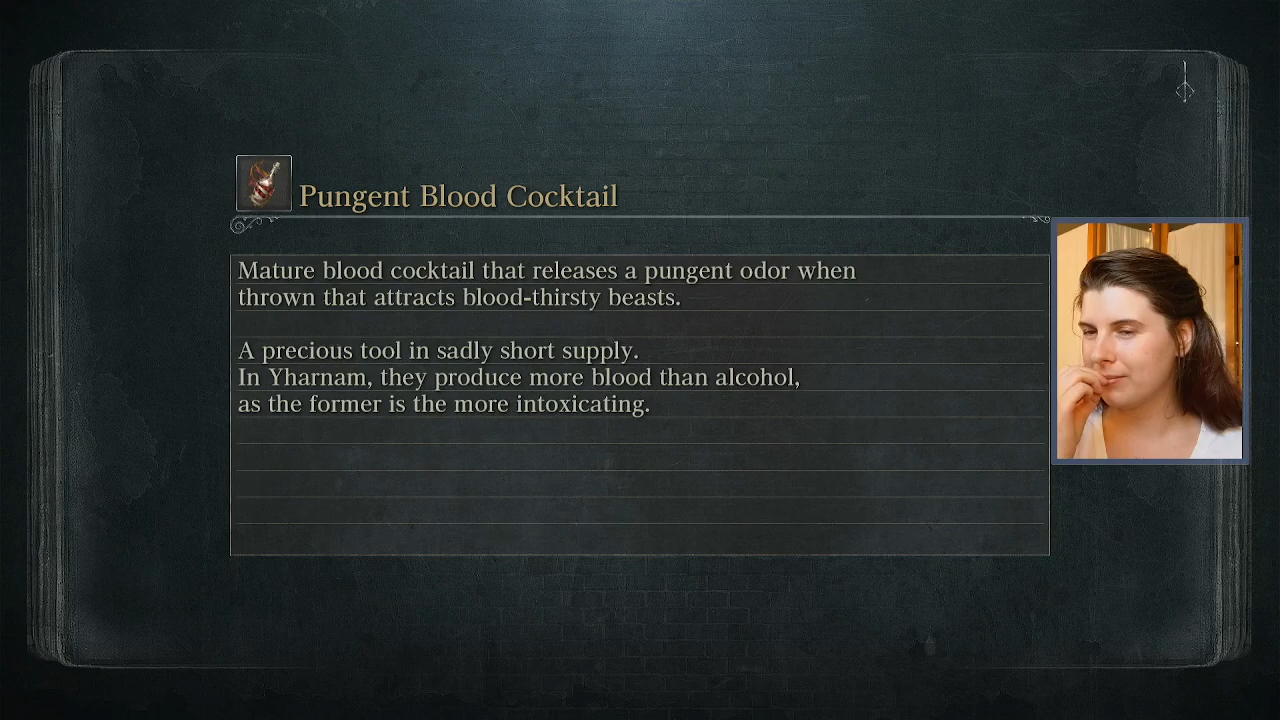 Pungent Blood Cocktail
Mature blood cocktail that releases a pungent odor when
thrown that attracts blood-thirsty beasts.
A precious tool in sadly short supply.
In Yharnam, they produce more blood than alcohol,
as the former is the more intoxicating.